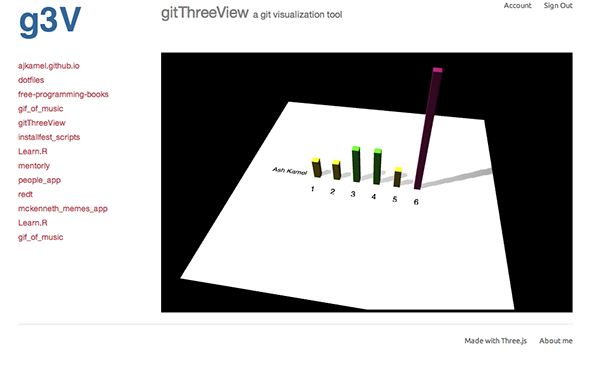 g3V
gitThreeView a git visualization tool
Account Sign Out
ajkamel.github.io
dotfiles
free-programming-books
gif_of_music
gitThreeView
installfest_scripts
Learn.R
mentorly
people_app
redt
mckenneth_memes_app
Learn.R
gif_of_music
Ash Kamel
1 2 3 4 5 6
Made with Three.js About me